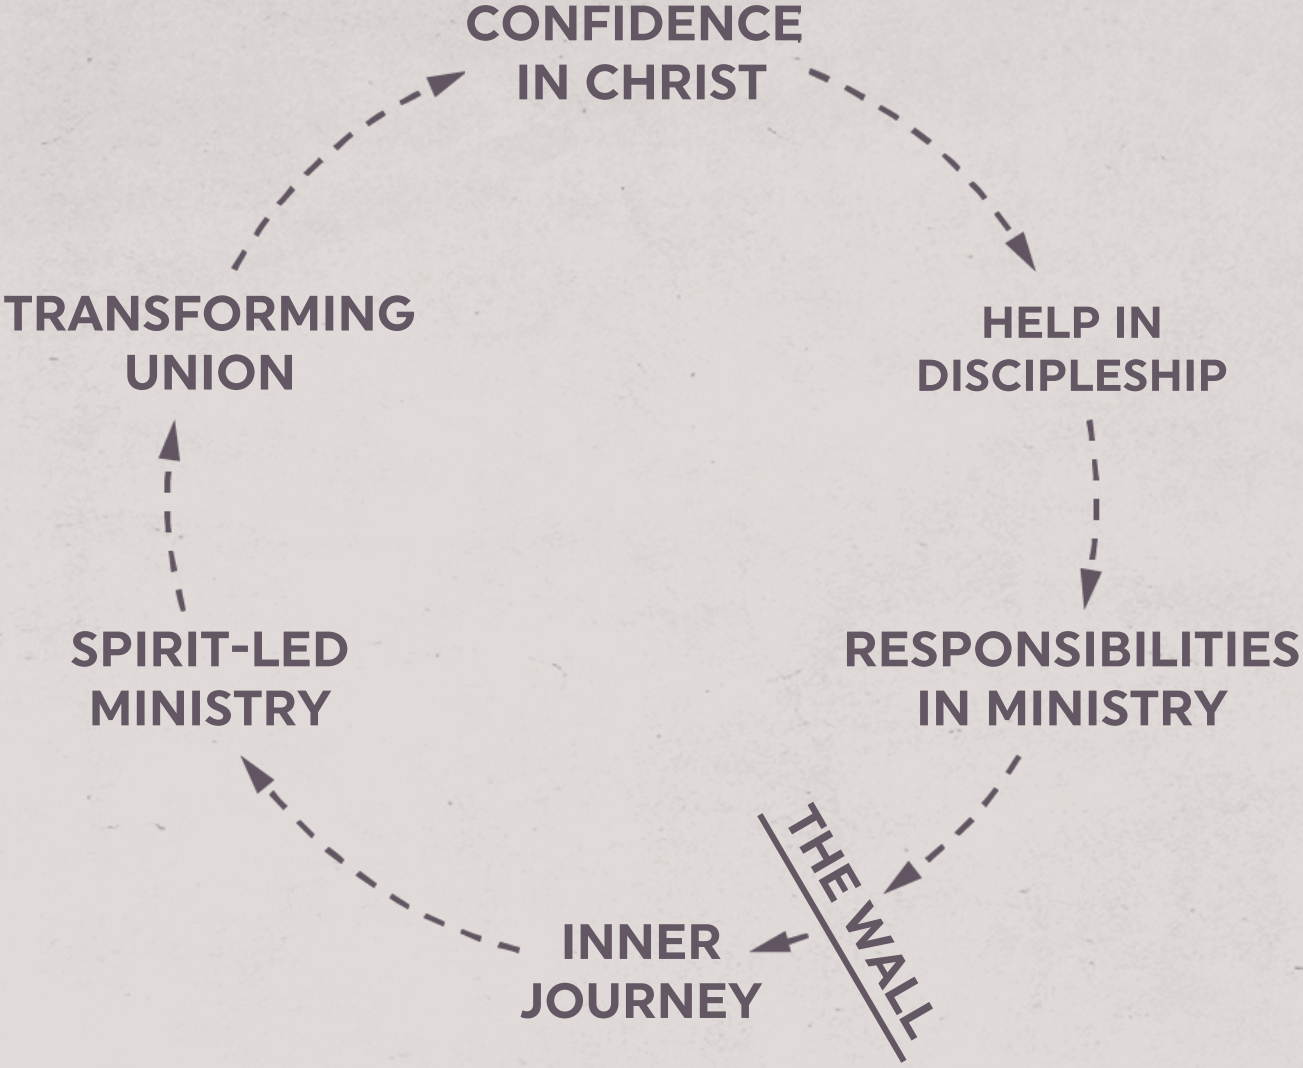 CONFIDENCE
IN CHRIST
HELP IN
DISCIPLESHIP
RESPONSIBILITIES
IN MINISTRY
THE WALL
INNER
JOURNEY
SPIRIT-LED
MINISTRY
TRANSFORMING
UNION